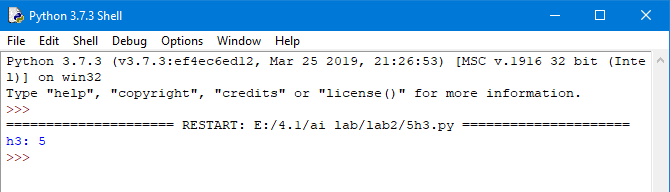 Python 3.7.3 Shell
File Edit Shell Debug Options Window Help
Python 3.7.3 (v3.7.3:ef4ec6ed12, Mar 25 2019, 21:26:53) [MSC v.1916 32 bit (Inte
l)] on win32
Type "help", "copyright", "credits" or "license()" for more information.
>>>
===================== RESTART: E:/4.1/ai lab/lab2/5h3.py =====================
h3: 5
>>>